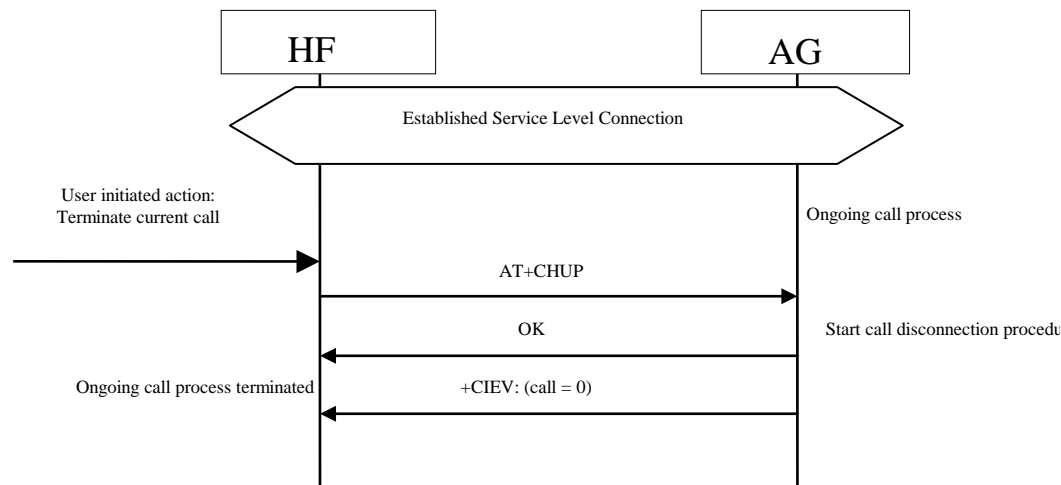 HF
AG
Established Service Level Connection
User initiated action:
Terminate current call
Ongoing call process
AT+CHUP
OK
Start call disconnection procedu
Ongoing call process terminated
+CIEV: (call = 0)